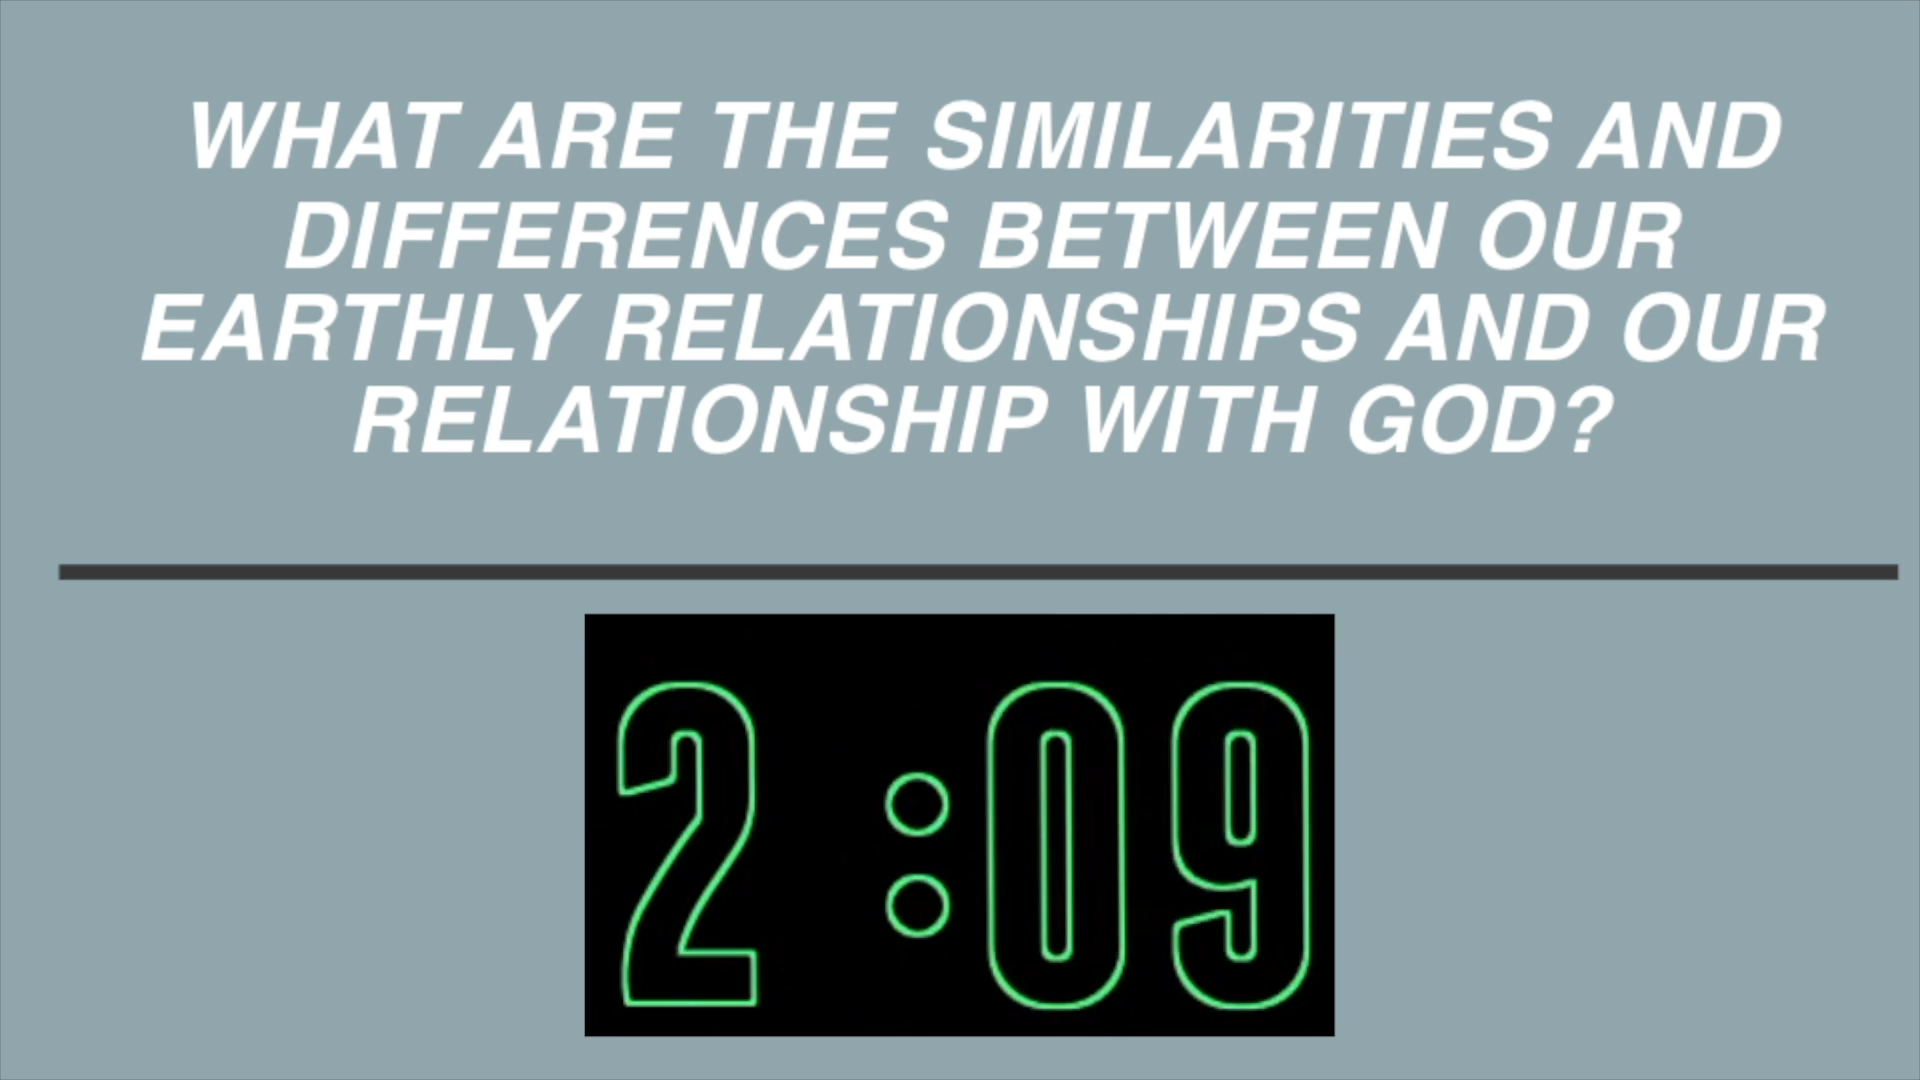 WHAT ARE THE SIMILARITIES AND
DIFFERENCES BETWEEN OUR
EARTHLY RELATIONSHIPS AND OUR
RELATIONSHIP WITH GOD?
2:09